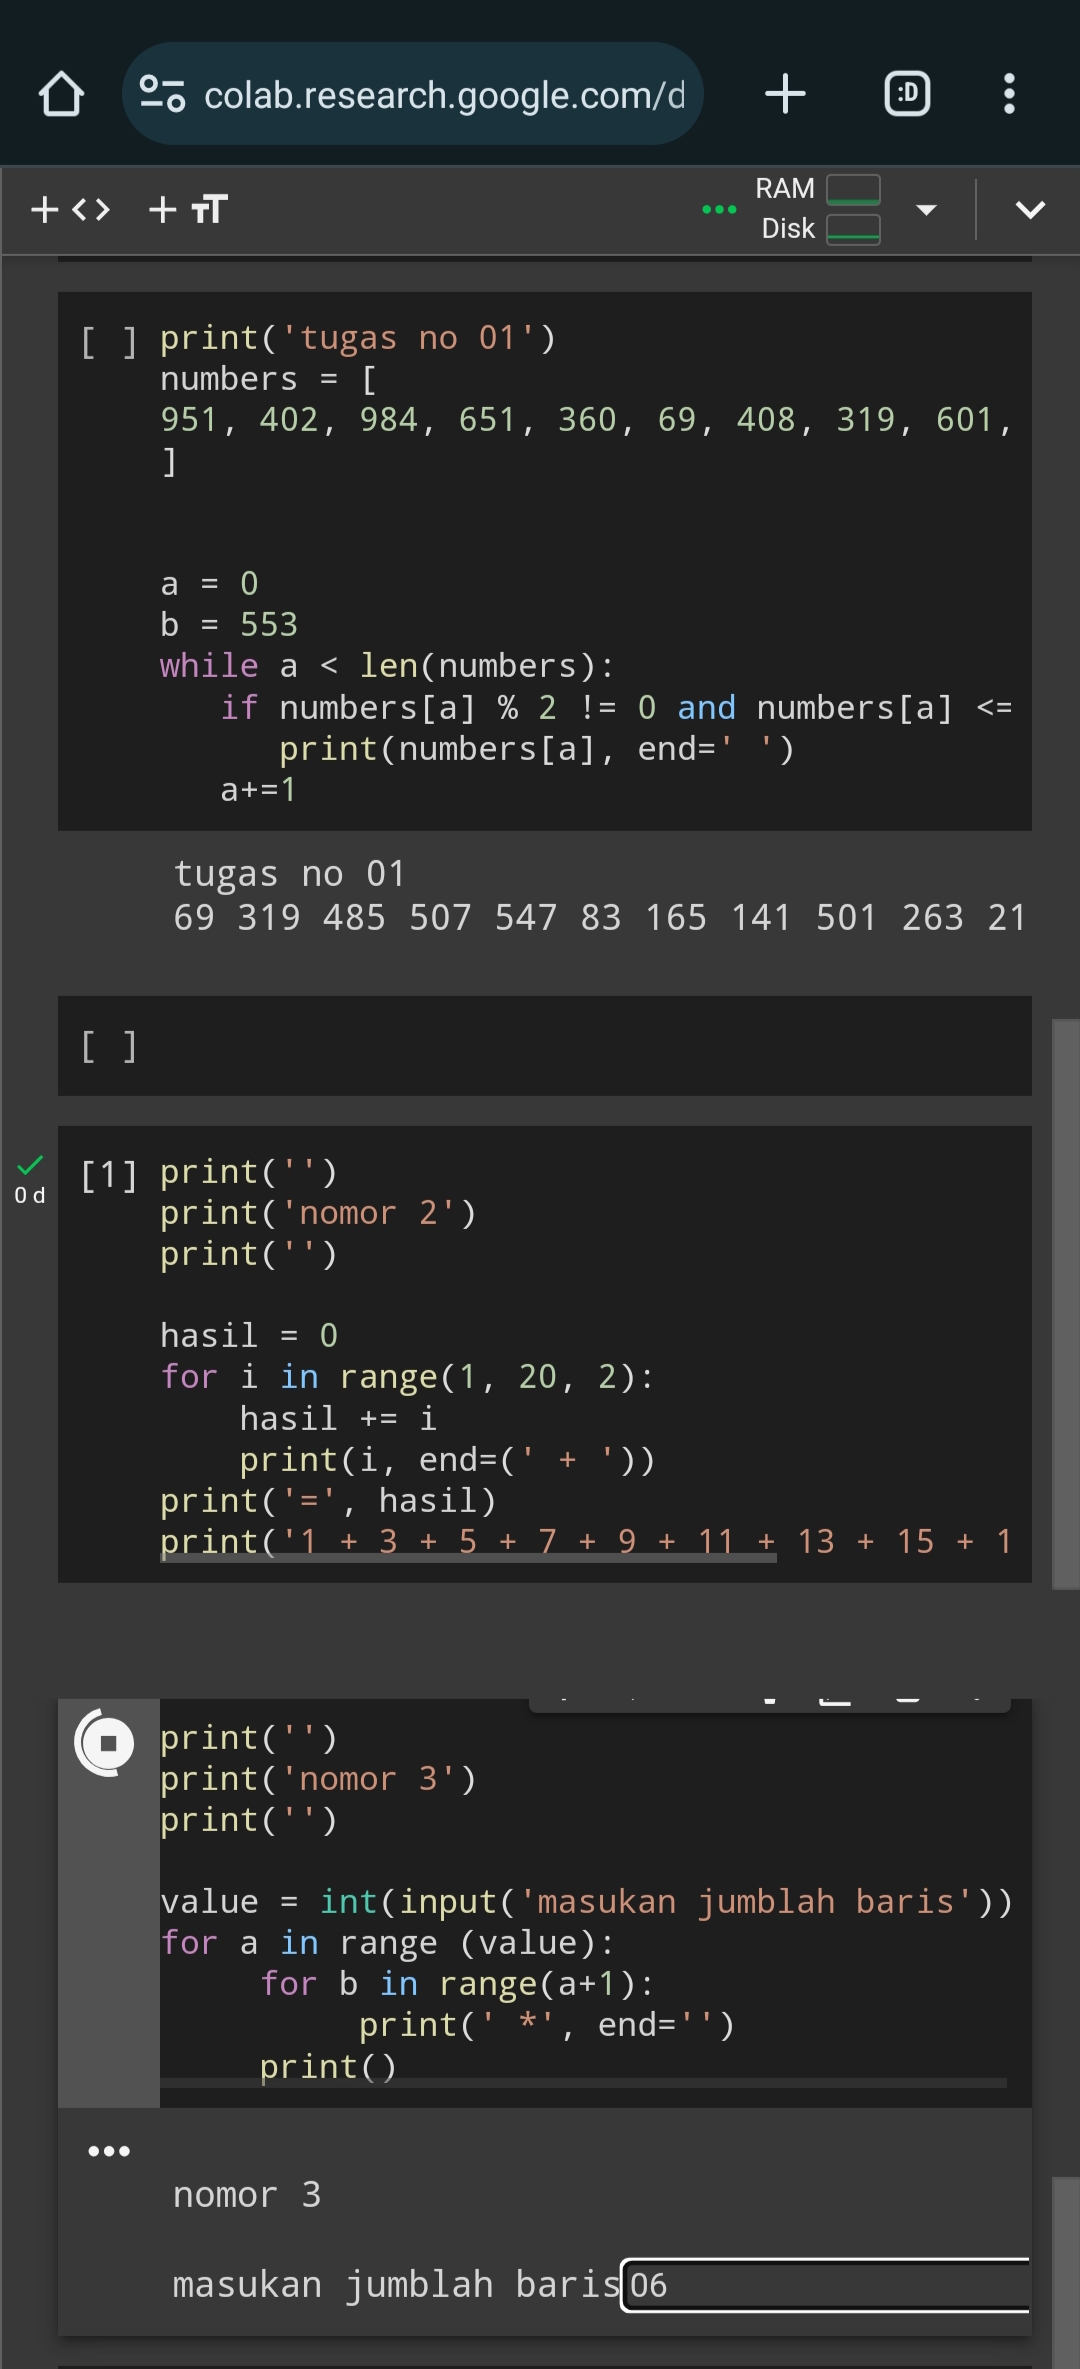 colab.research.google.com/d
:D
+ <> + TT
RAM
Disk
[ ] print('tugas no 01')
numbers = [
951, 402, 984, 651, 360, 69, 408, 319, 601,
]
a = 0
b = 553
while a < len(numbers):
if numbers[a] % 2 != 0 and numbers[a] <=
print(numbers[a], end=' ')
a+=1
tugas no 01
69 319 485 507 547 83 165 141 501 263 21
[ ]
[1] print('')
0 d
print('nomor 2')
print('')
hasil = 0
for i in range(1, 20, 2):
hasil += i
print(i, end=(' + '))
print('=', hasil)
print('1 + 3 + 5 + 7 + 9 + 11 + 13 + 15 + 1
print('')
print('nomor 3')
print('')
value = int(input('masukan jumblah baris'))
for a in range (value):
for b in range(a+1):
print(' *', end='')
print()
nomor 3
masukan jumblah baris06